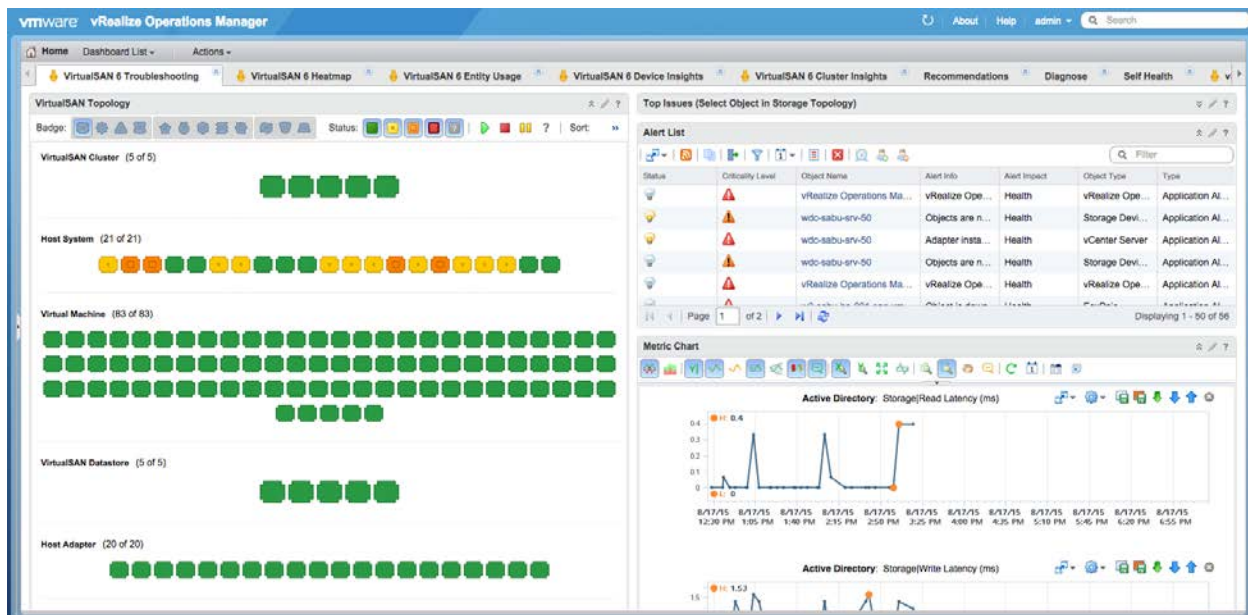 vmware vRealize Operations Manager
About Help admin Search
Home Dashboard List Actions
VirtualSAN 6 Troubleshooting VirtualSAN 6 Heatmap VirtualSAN 6 Entity Usage VirtualSAN 6 Device Insights VirtualSAN 6 Cluster Insights Recommendations Diagnose Self Health v
VirtualSAN Topology
Badge: Status: ? Sort: »
VirtualSAN Cluster (5 of 5)
Host System (21 of 21)
Virtual Machine (83 of 83)
VirtualSAN Datastore (5 of 5)
Host Adapter (20 of 20)
Top Issues (Select Object in Storage Topology)
Alert List
Filter
Status Criticality Level Object Name Alert Info Alert Impact Object Type Type
vRealize Operations Ma... vRealize Ope... Health vRealize Ope... Application Al...
wdc-sabu-srv-50 Objects are n... Health Storage Devi... Application Al...
wdc-sabu-srv-50 Adapter insta... Health vCenter Server Application Al...
wdc-sabu-srv-50 Objects are n... Health Storage Devi... Application Al...
vRealize Operations Ma... vRealize Ope... Health vRealize Ope... Application Al...
Page 1 of 2 Displaying 1 - 50 of 56
Metric Chart
Active Directory: Storage|Read Latency (ms)
H: 0.4
0.4
0.3
0.2
0.1
0
L: 0
8/17/15 8/17/15 8/17/15 8/17/15 8/17/15 8/17/15 8/17/15 8/17/15 8/17/15 8/17/15 8/17/15 8/17/15
12:30 PM 1:05 PM 1:40 PM 2:15 PM 2:50 PM 3:25 PM 4:00 PM 4:35 PM 5:10 PM 5:45 PM 6:20 PM 6:55 PM
Active Directory: Storage|Write Latency (ms)
H: 1.53
1.5